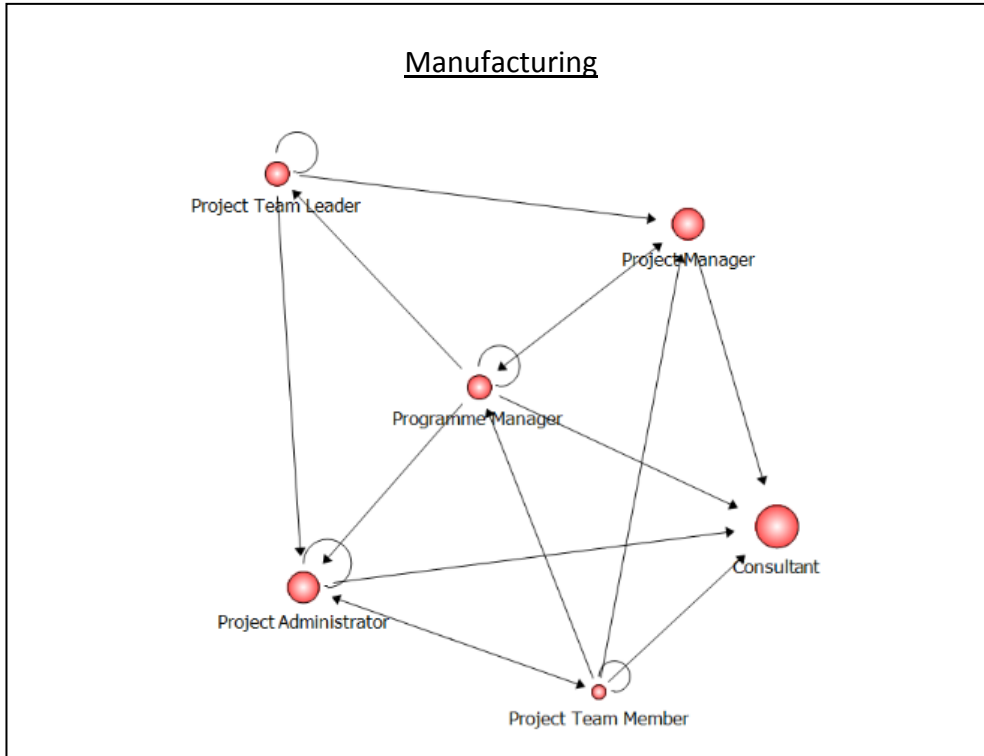 Manufacturing
Project Team Leader
Project Manager
Programme Manager
Consultant
Project Administrator
Project Team Member